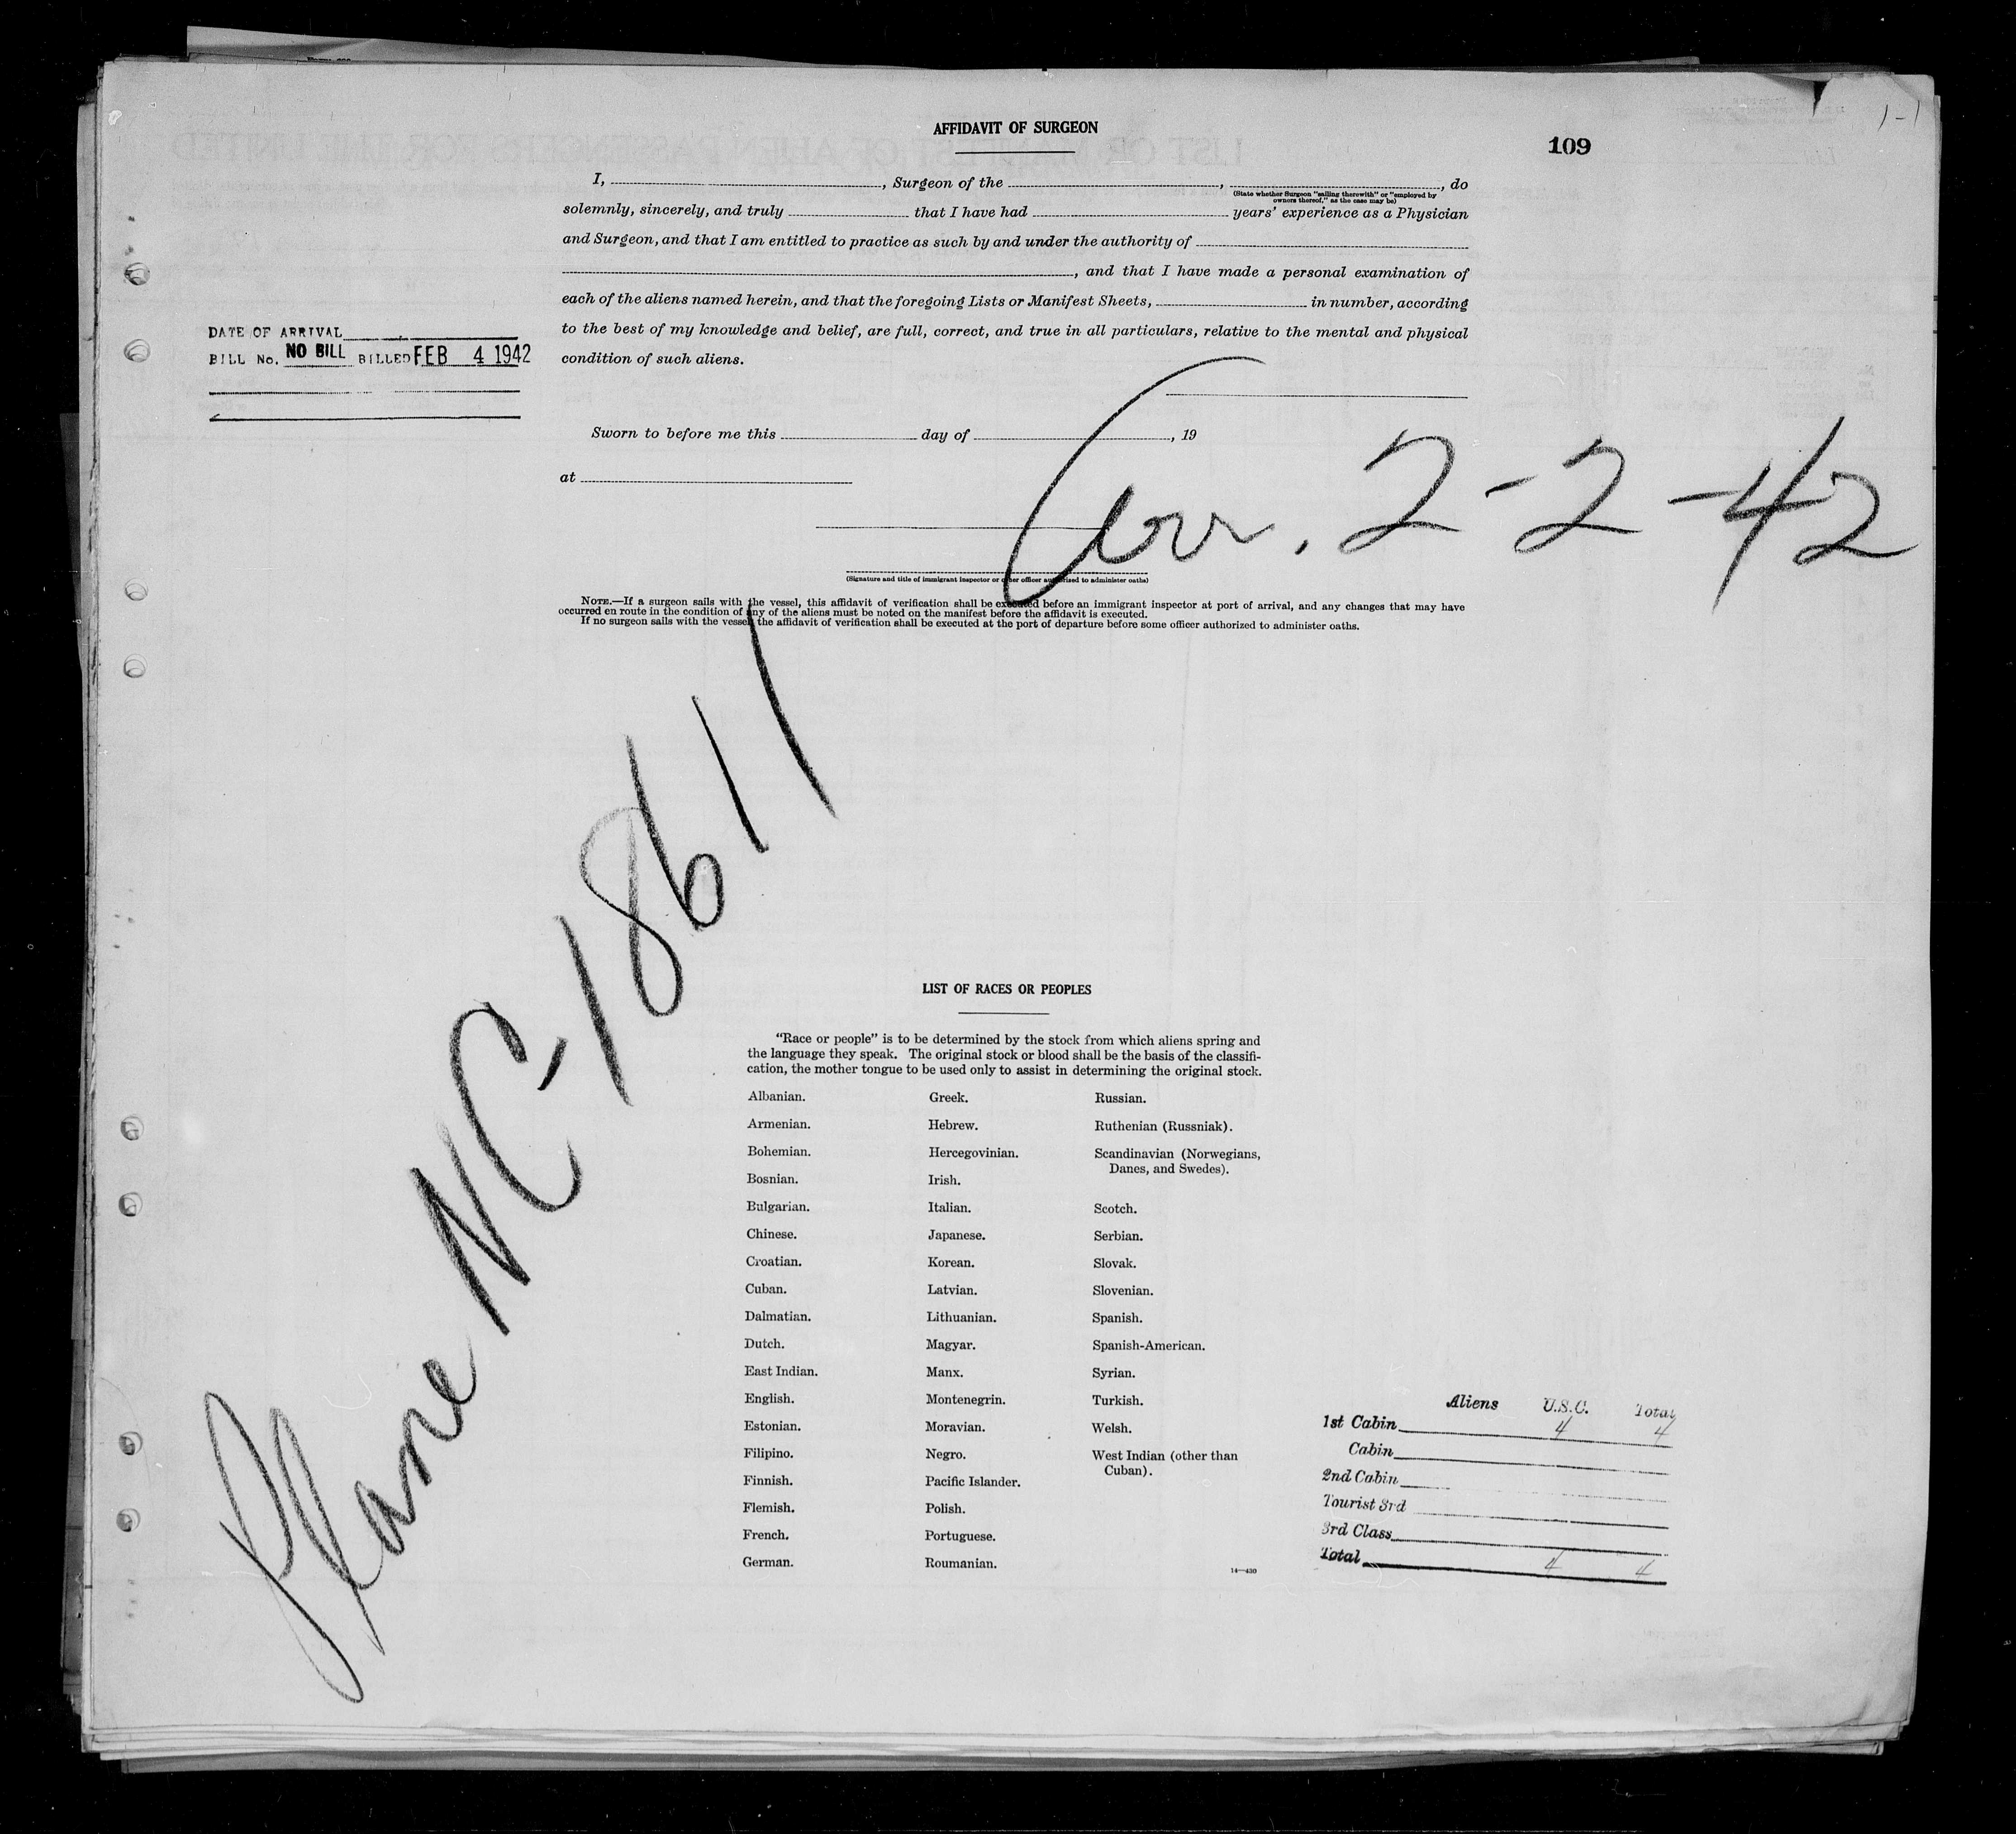 AFFIDAVIT OF SURGEON
109
1-1
I, , Surgeon of the , , do
(State whether Surgeon "sailing therewith" or "employed by
owners thereof," as the case may be)
solemnly, sincerely, and truly that I have had years' experience as a Physician
and Surgeon, and that I am entitled to practice as such by and under the authority of
, and that I have made a personal examination of
each of the aliens named herein, and that the foregoing Lists or Manifest Sheets, in number, according
to the best of my knowledge and belief, are full, correct, and true in all particulars, relative to the mental and physical
condition of such aliens.
DATE OF ARRIVAL
BILL No. NO BILL BILLED FEB 4 1942
Sworn to before me this day of , 19
at
Arr. 2-2-42
(Signature and title of immigrant inspector or other officer authorized to administer oaths)
NOTE.—If a surgeon sails with the vessel, this affidavit of verification shall be executed before an immigrant inspector at port of arrival, and any changes that may have
occurred en route in the condition of any of the aliens must be noted on the manifest before the affidavit is executed.
If no surgeon sails with the vessel the affidavit of verification shall be executed at the port of departure before some officer authorized to administer oaths.
Plane NC-18611
LIST OF RACES OR PEOPLES
"Race or people" is to be determined by the stock from which aliens spring and
the language they speak. The original stock or blood shall be the basis of the classifi-
cation, the mother tongue to be used only to assist in determining the original stock.
Albanian.
Armenian.
Bohemian.
Bosnian.
Bulgarian.
Chinese.
Croatian.
Cuban.
Dalmatian.
Dutch.
East Indian.
English.
Estonian.
Filipino.
Finnish.
Flemish.
French.
German.
Greek.
Hebrew.
Hercegovinian.
Irish.
Italian.
Japanese.
Korean.
Latvian.
Lithuanian.
Magyar.
Manx.
Montenegrin.
Moravian.
Negro.
Pacific Islander.
Polish.
Portuguese.
Roumanian.
Russian.
Ruthenian (Russniak).
Scandinavian (Norwegians,
Danes, and Swedes).
Scotch.
Serbian.
Slovak.
Slovenian.
Spanish.
Spanish-American.
Syrian.
Turkish.
Welsh.
West Indian (other than
Cuban).
14—430
Aliens U.S.C. Total
1st Cabin 4 4
Cabin
2nd Cabin
Tourist 3rd
3rd Class
Total 4 4